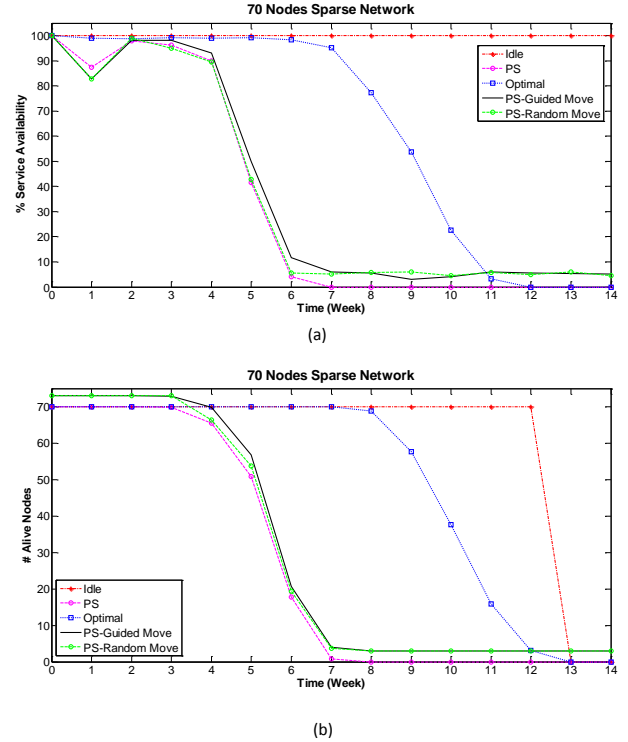 70 Nodes Sparse Network
100
90
80
70
60
50
40
30
20
10
0
% Service Availability
Idle
PS
Optimal
PS-Guided Move
PS-Random Move
0 1 2 3 4 5 6 7 8 9 10 11 12 13 14
Time (Week)
(a)
70 Nodes Sparse Network
70
60
50
40
30
20
10
0
# Alive Nodes
Idle
PS
Optimal
PS-Guided Move
PS-Random Move
0 1 2 3 4 5 6 7 8 9 10 11 12 13 14
Time (Week)
(b)